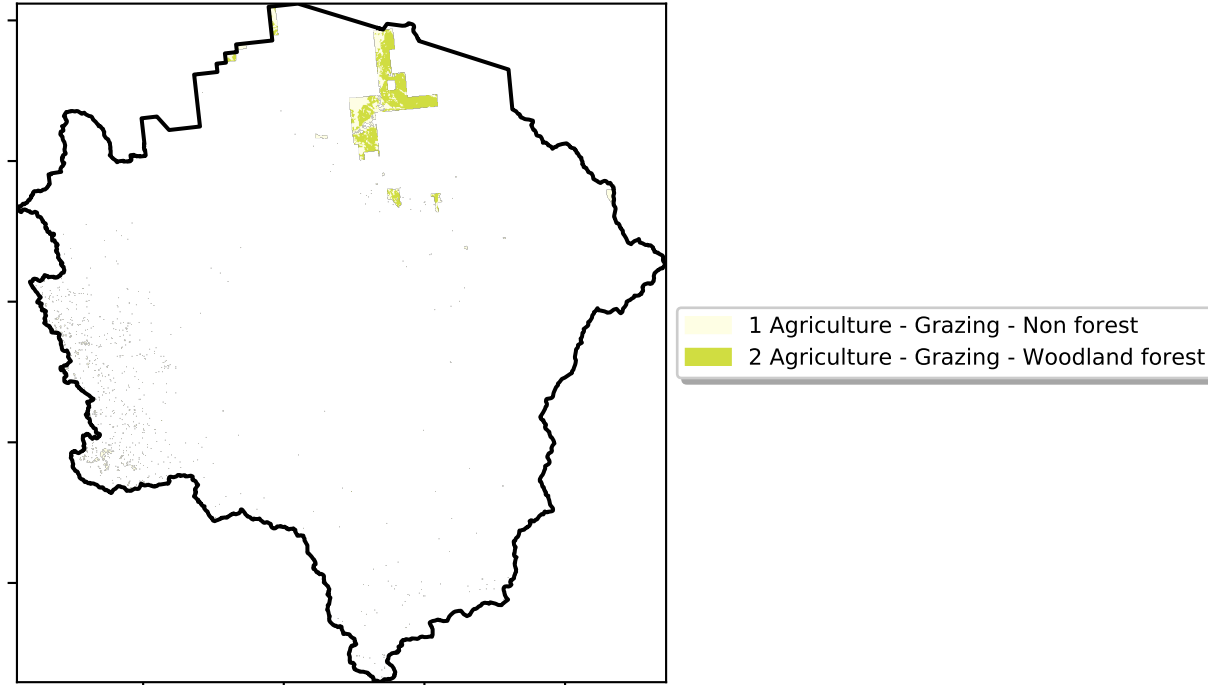 1 Agriculture - Grazing - Non forest
2 Agriculture - Grazing - Woodland forest